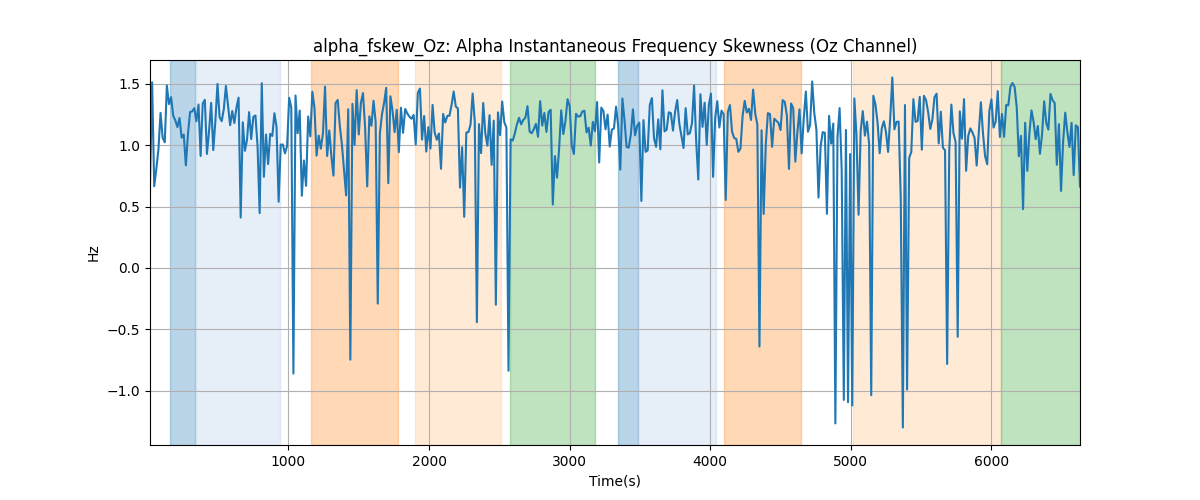 alpha_fskew_Oz: Alpha Instantaneous Frequency Skewness (Oz Channel)
1.5
1.0
0.5
0.0
−0.5
−1.0
Hz
1000 2000 3000 4000 5000 6000
Time(s)